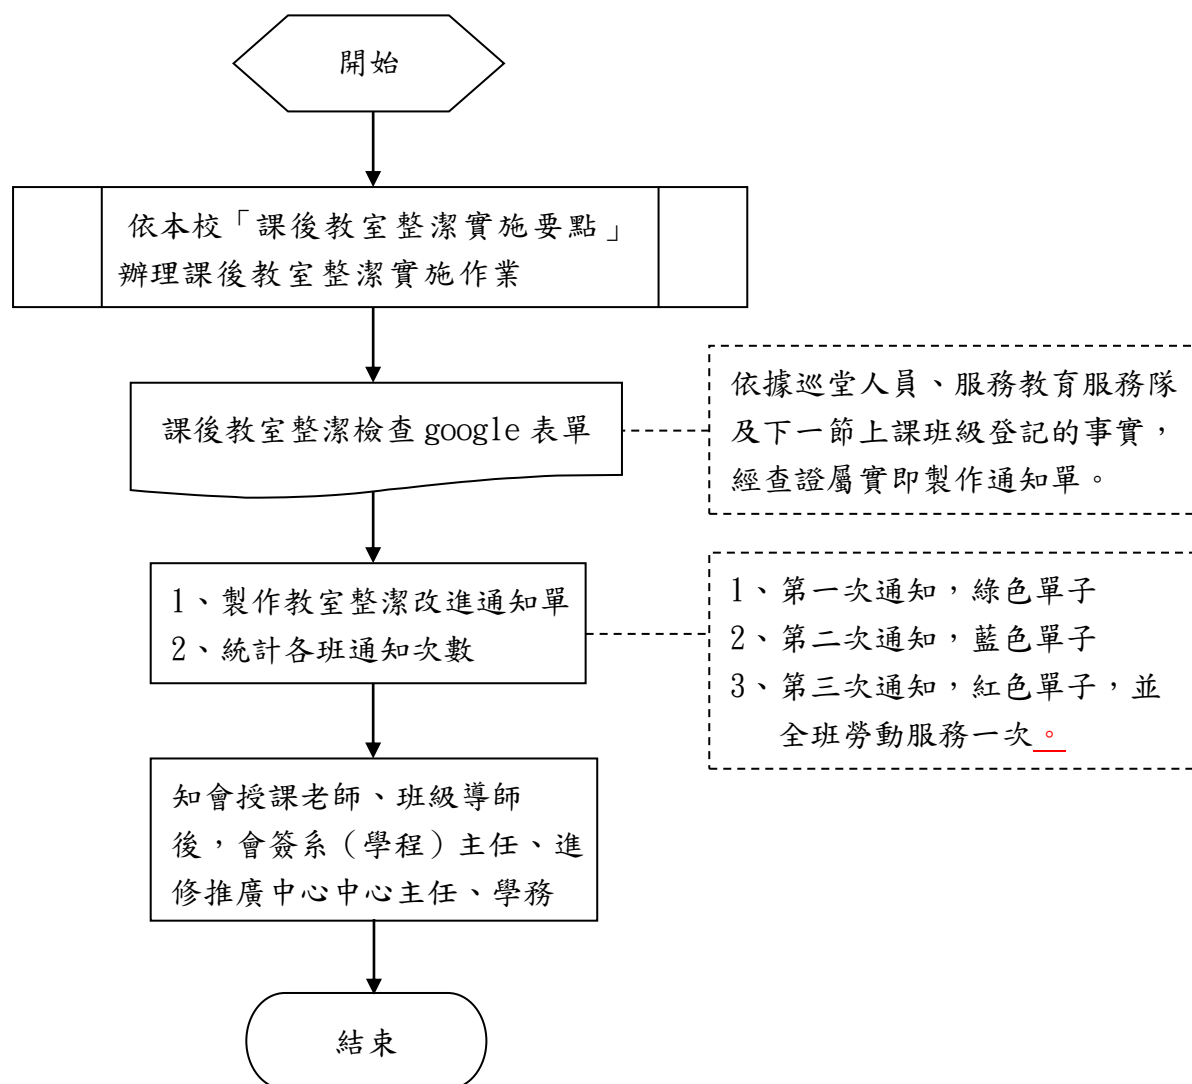 開始
依本校「課後教室整潔實施要點」
辦理課後教室整潔實施作業
課後教室整潔檢查 google 表單
依據巡堂人員、服務教育服務隊
及下一節上課班級登記的事實，
經查證屬實即製作通知單。
1、製作教室整潔改進通知單
2、統計各班通知次數
1、第一次通知，綠色單子
2、第二次通知，藍色單子
3、第三次通知，紅色單子，並
全班勞動服務一次。
知會授課老師、班級導師
後，會簽系（學程）主任、進
修推廣中心中心主任、學務
結束